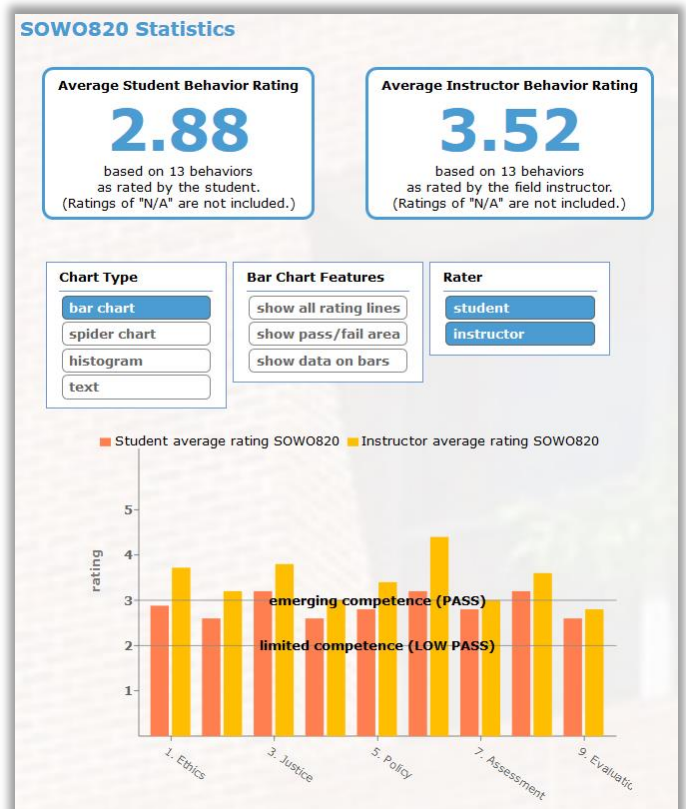 SOWO820 Statistics
Average Student Behavior Rating
2.88
based on 13 behaviors
as rated by the student.
(Ratings of "N/A" are not included.)
Average Instructor Behavior Rating
3.52
based on 13 behaviors
as rated by the field instructor.
(Ratings of "N/A" are not included.)
Chart Type
bar chart
spider chart
histogram
text
Bar Chart Features
show all rating lines
show pass/fail area
show data on bars
Rater
student
instructor
Student average rating SOWO820
Instructor average rating SOWO820
rating
5
4
3
2
1
emerging competence (PASS)
limited competence (LOW PASS)
1. Ethics
3. Justice
5. Policy
7. Assessment
9. Evaluatic